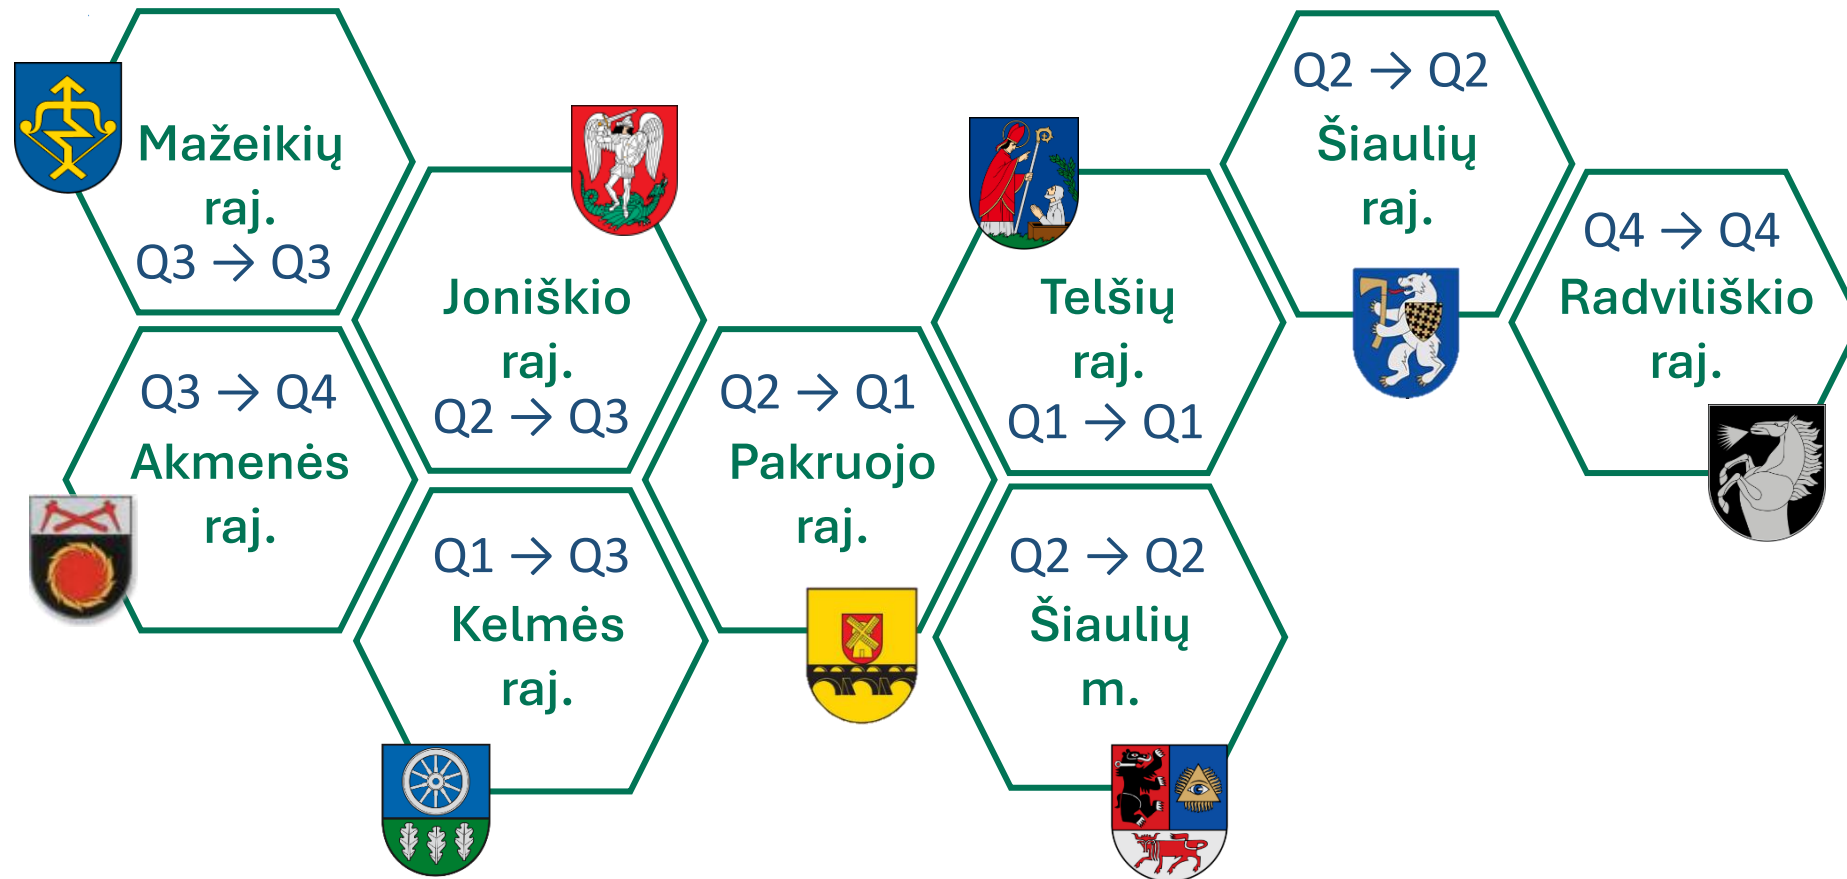 Mažeikių
raj.
Q3 → Q3
Q3 → Q4
Akmenės
raj.
Joniškio
raj.
Q2 → Q3
Q1 → Q3
Kelmės
raj.
Q2 → Q1
Pakruojo
raj.
Telšių
raj.
Q1 → Q1
Q2 → Q2
Šiaulių
m.
Q2 → Q2
Šiaulių
raj.
Q4 → Q4
Radviliškio
raj.